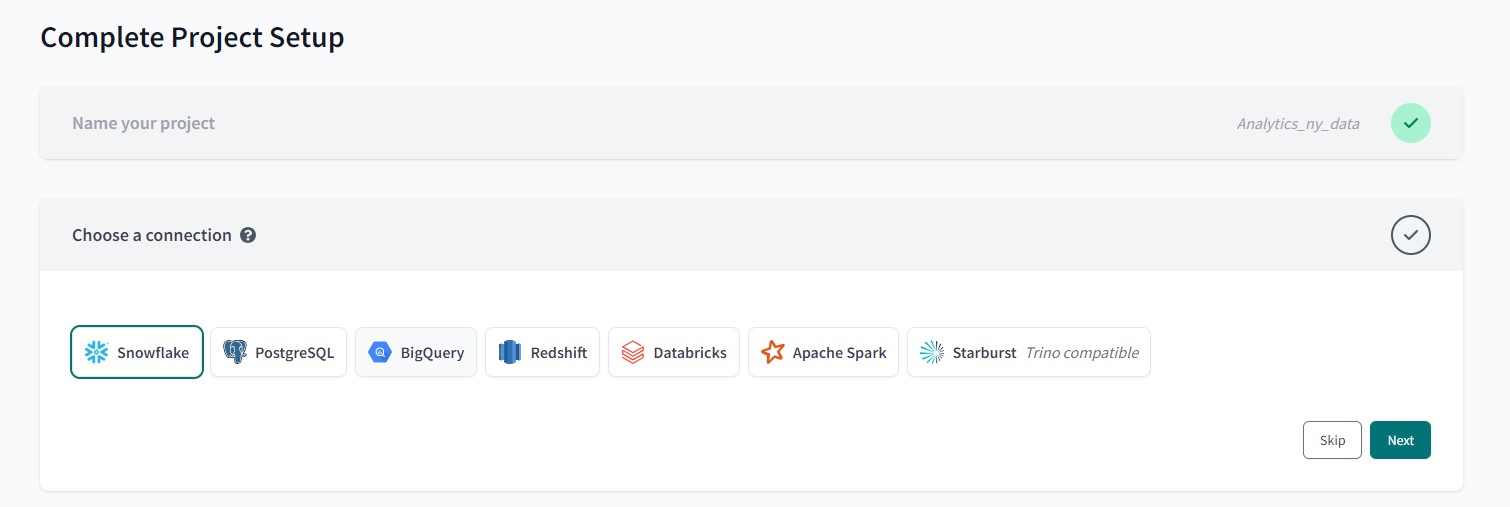 Complete Project Setup
Name your project Analytics_ny_data
Choose a connection ?
Snowflake PostgreSQL BigQuery Redshift Databricks Apache Spark Starburst Trino compatible
Skip Next